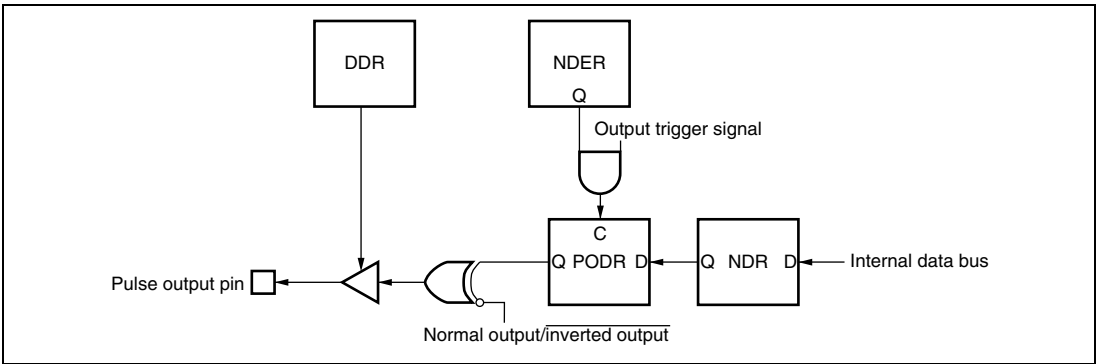 DDR
NDER
Q
Output trigger signal
C
Q PODR D
Q NDR D
Internal data bus
Pulse output pin
Normal output/inverted output